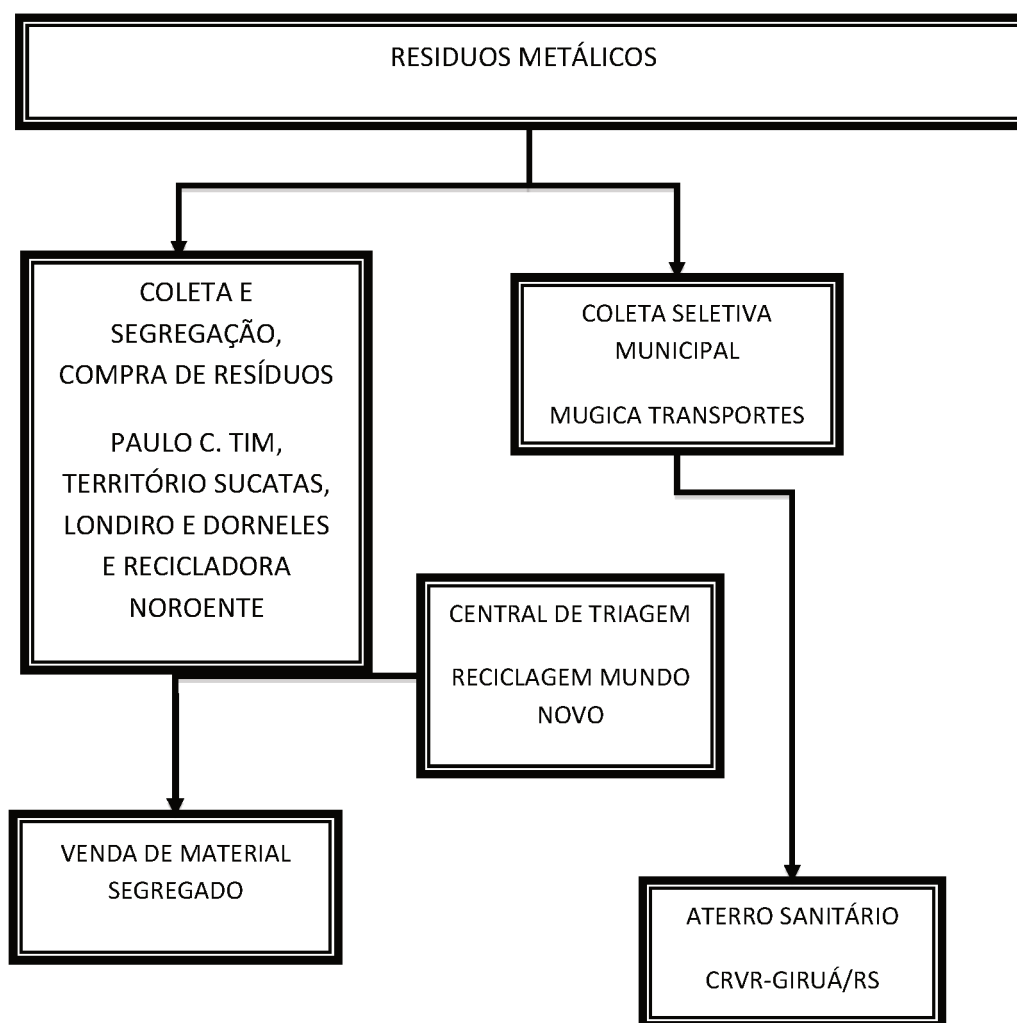 RESIDUOS METÁLICOS
COLETA E
SEGREGAÇÃO,
COMPRA DE RESÍDUOS
PAULO C. TIM,
TERRITÓRIO SUCATAS,
LONDIRO E DORNELES
E RECICLADORA
NOROENTE
COLETA SELETIVA
MUNICIPAL
MUGICA TRANSPORTES
CENTRAL DE TRIAGEM
RECICLAGEM MUNDO
NOVO
VENDA DE MATERIAL
SEGREGADO
ATERRO SANITÁRIO
CRVR-GIRUÁ/RS